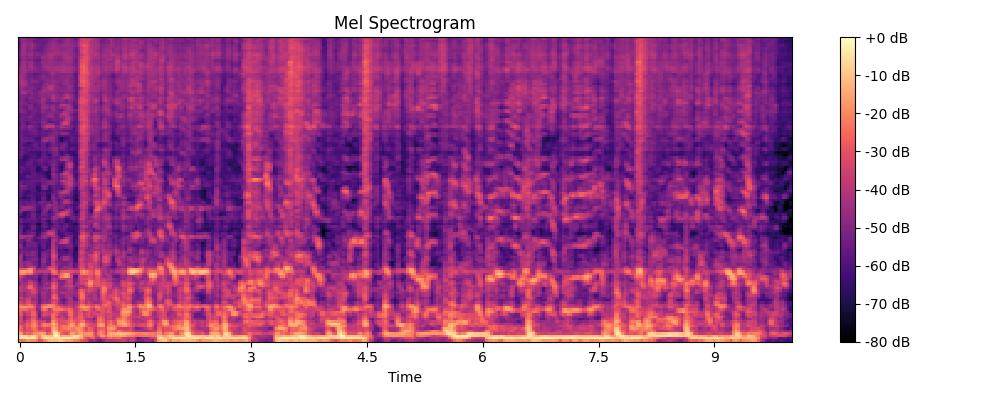 Mel Spectrogram
+0 dB
-10 dB
-20 dB
-30 dB
-40 dB
-50 dB
-60 dB
-70 dB
-80 dB
0 1.5 3 4.5 6 7.5 9
Time